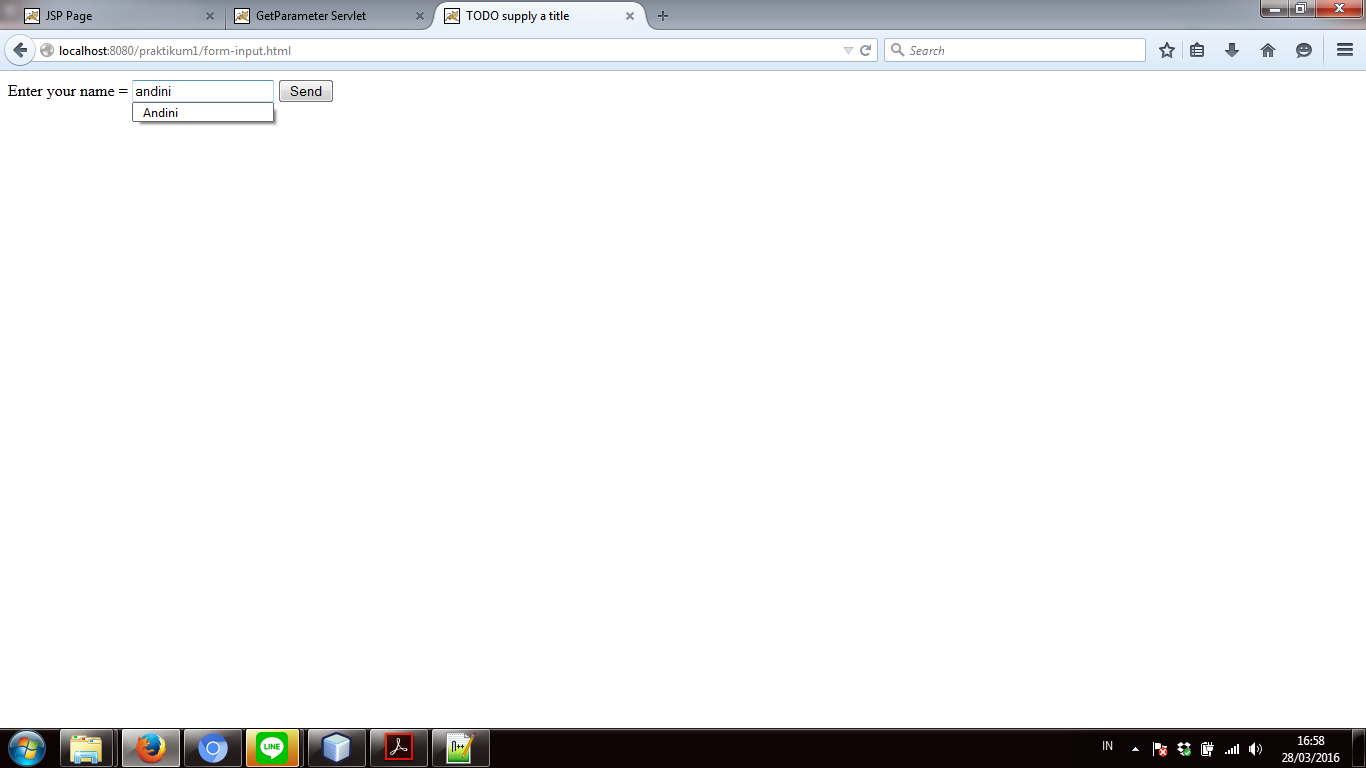 JSP Page
GetParameter Servlet
TODO supply a title
localhost:8080/praktikum1/form-input.html
Search
Enter your name = andini Send
Andini
LINE
n++
IN
16:58
28/03/2016